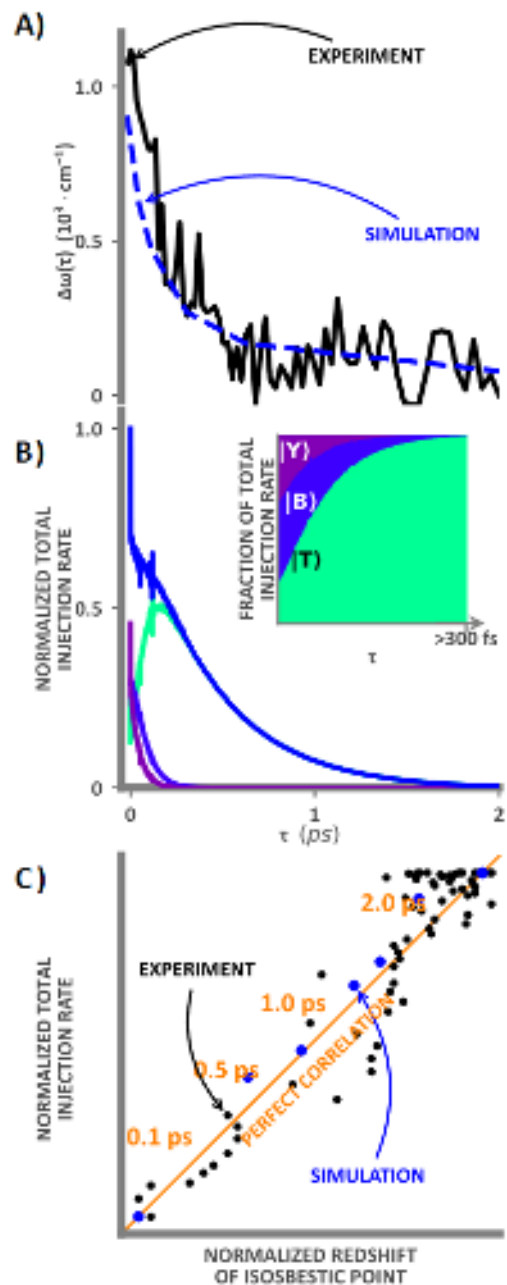 A)
EXPERIMENT
1.0
SIMULATION
0.5
Δω(τ) (10³ · cm⁻¹)
0
B)
1.0
|Y⟩
|B⟩
|T⟩
FRACTION OF TOTAL
INJECTION RATE
>300 fs
τ
NORMALIZED TOTAL
INJECTION RATE
0.5
0
0
1
2
τ (ps)
C)
2.0 ps
EXPERIMENT
1.0 ps
0.5 ps
PERFECT CORRELATION
0.1 ps
SIMULATION
NORMALIZED TOTAL
INJECTION RATE
NORMALIZED REDSHIFT
OF ISOSBESTIC POINT